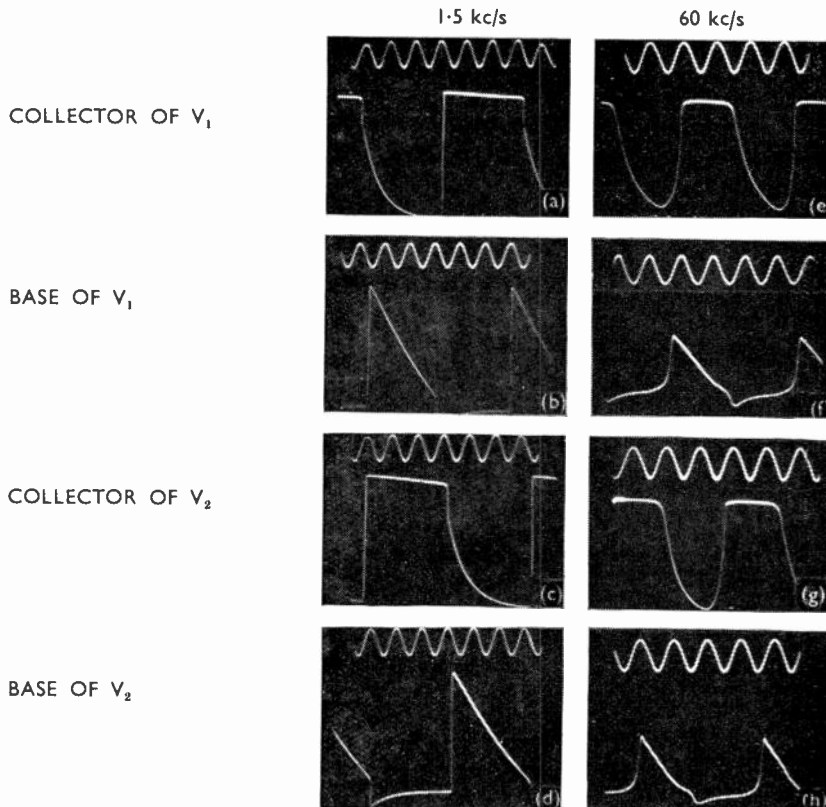 1·5 kc/s 60 kc/s
COLLECTOR OF V₁
(a) (e)
BASE OF V₁
(b) (f)
COLLECTOR OF V₂
(c) (g)
BASE OF V₂
(d) (h)